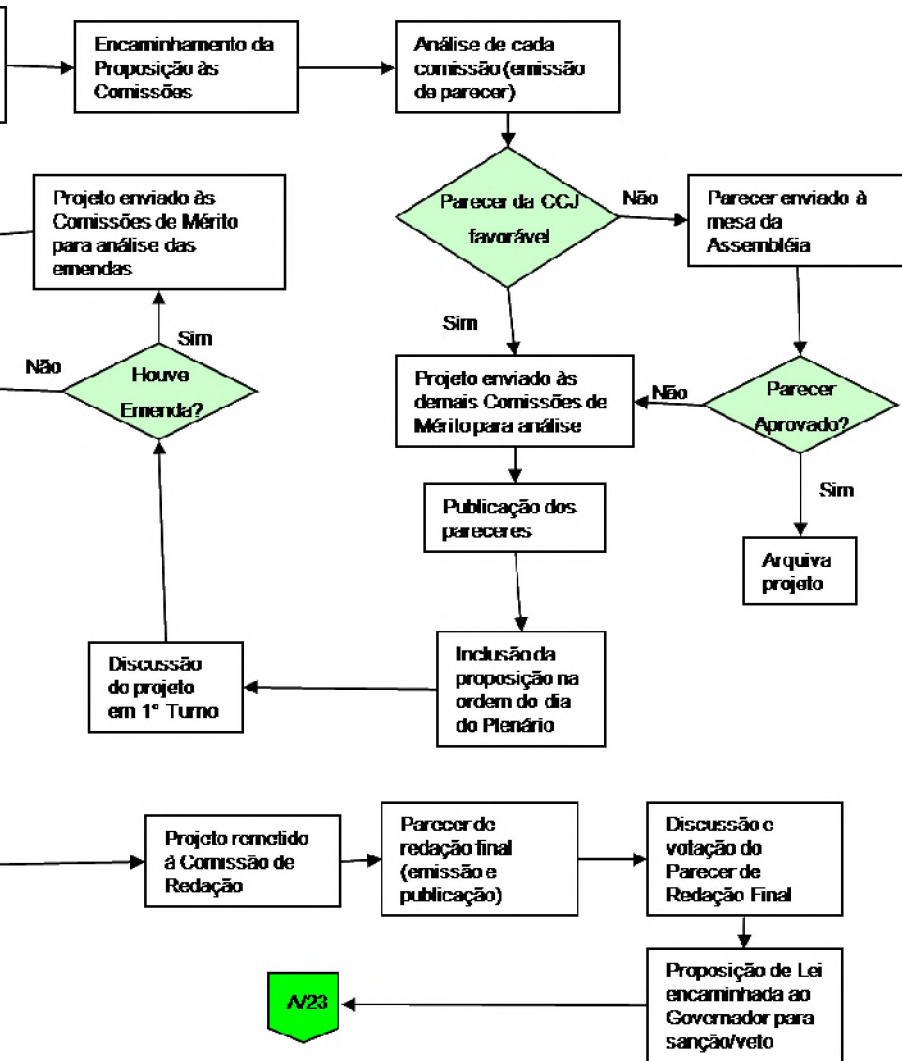 Encaminhamento da
Proposição às
Comissões
Análise de cada
comissão (emissão
de parecer)
Projeto enviado às
Comissões de Mérito
para análise das
emendas
Parecer da CCJ
favorável
Não
Parecer enviado à
mesa da
Assembléia
Sim
Sim
Não
Houve
Emenda?
Projeto enviado às
demais Comissões de
Mérito para análise
Não
Parecer
Aprovado?
Sim
Publicação dos
pareceres
Arquiva
projeto
Discussão
do projeto
em 1° Turno
Inclusão da
proposição na
ordem do dia
do Plenário
Projeto remetido
à Comissão de
Redação
Parecer de
redação final
(emissão e
publicação)
Discussão e
votação do
Parecer de
Redação Final
A/23
Proposição de Lei
encaminhada ao
Governador para
sanção/veto